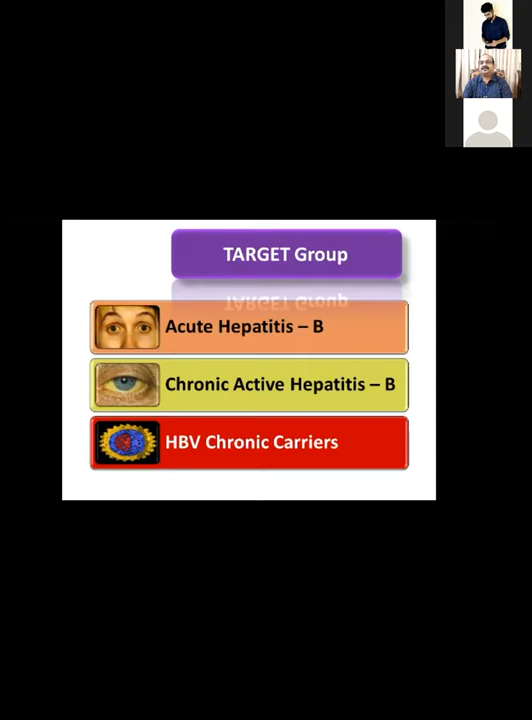 TARGET Group
Acute Hepatitis – B
Chronic Active Hepatitis – B
HBV Chronic Carriers